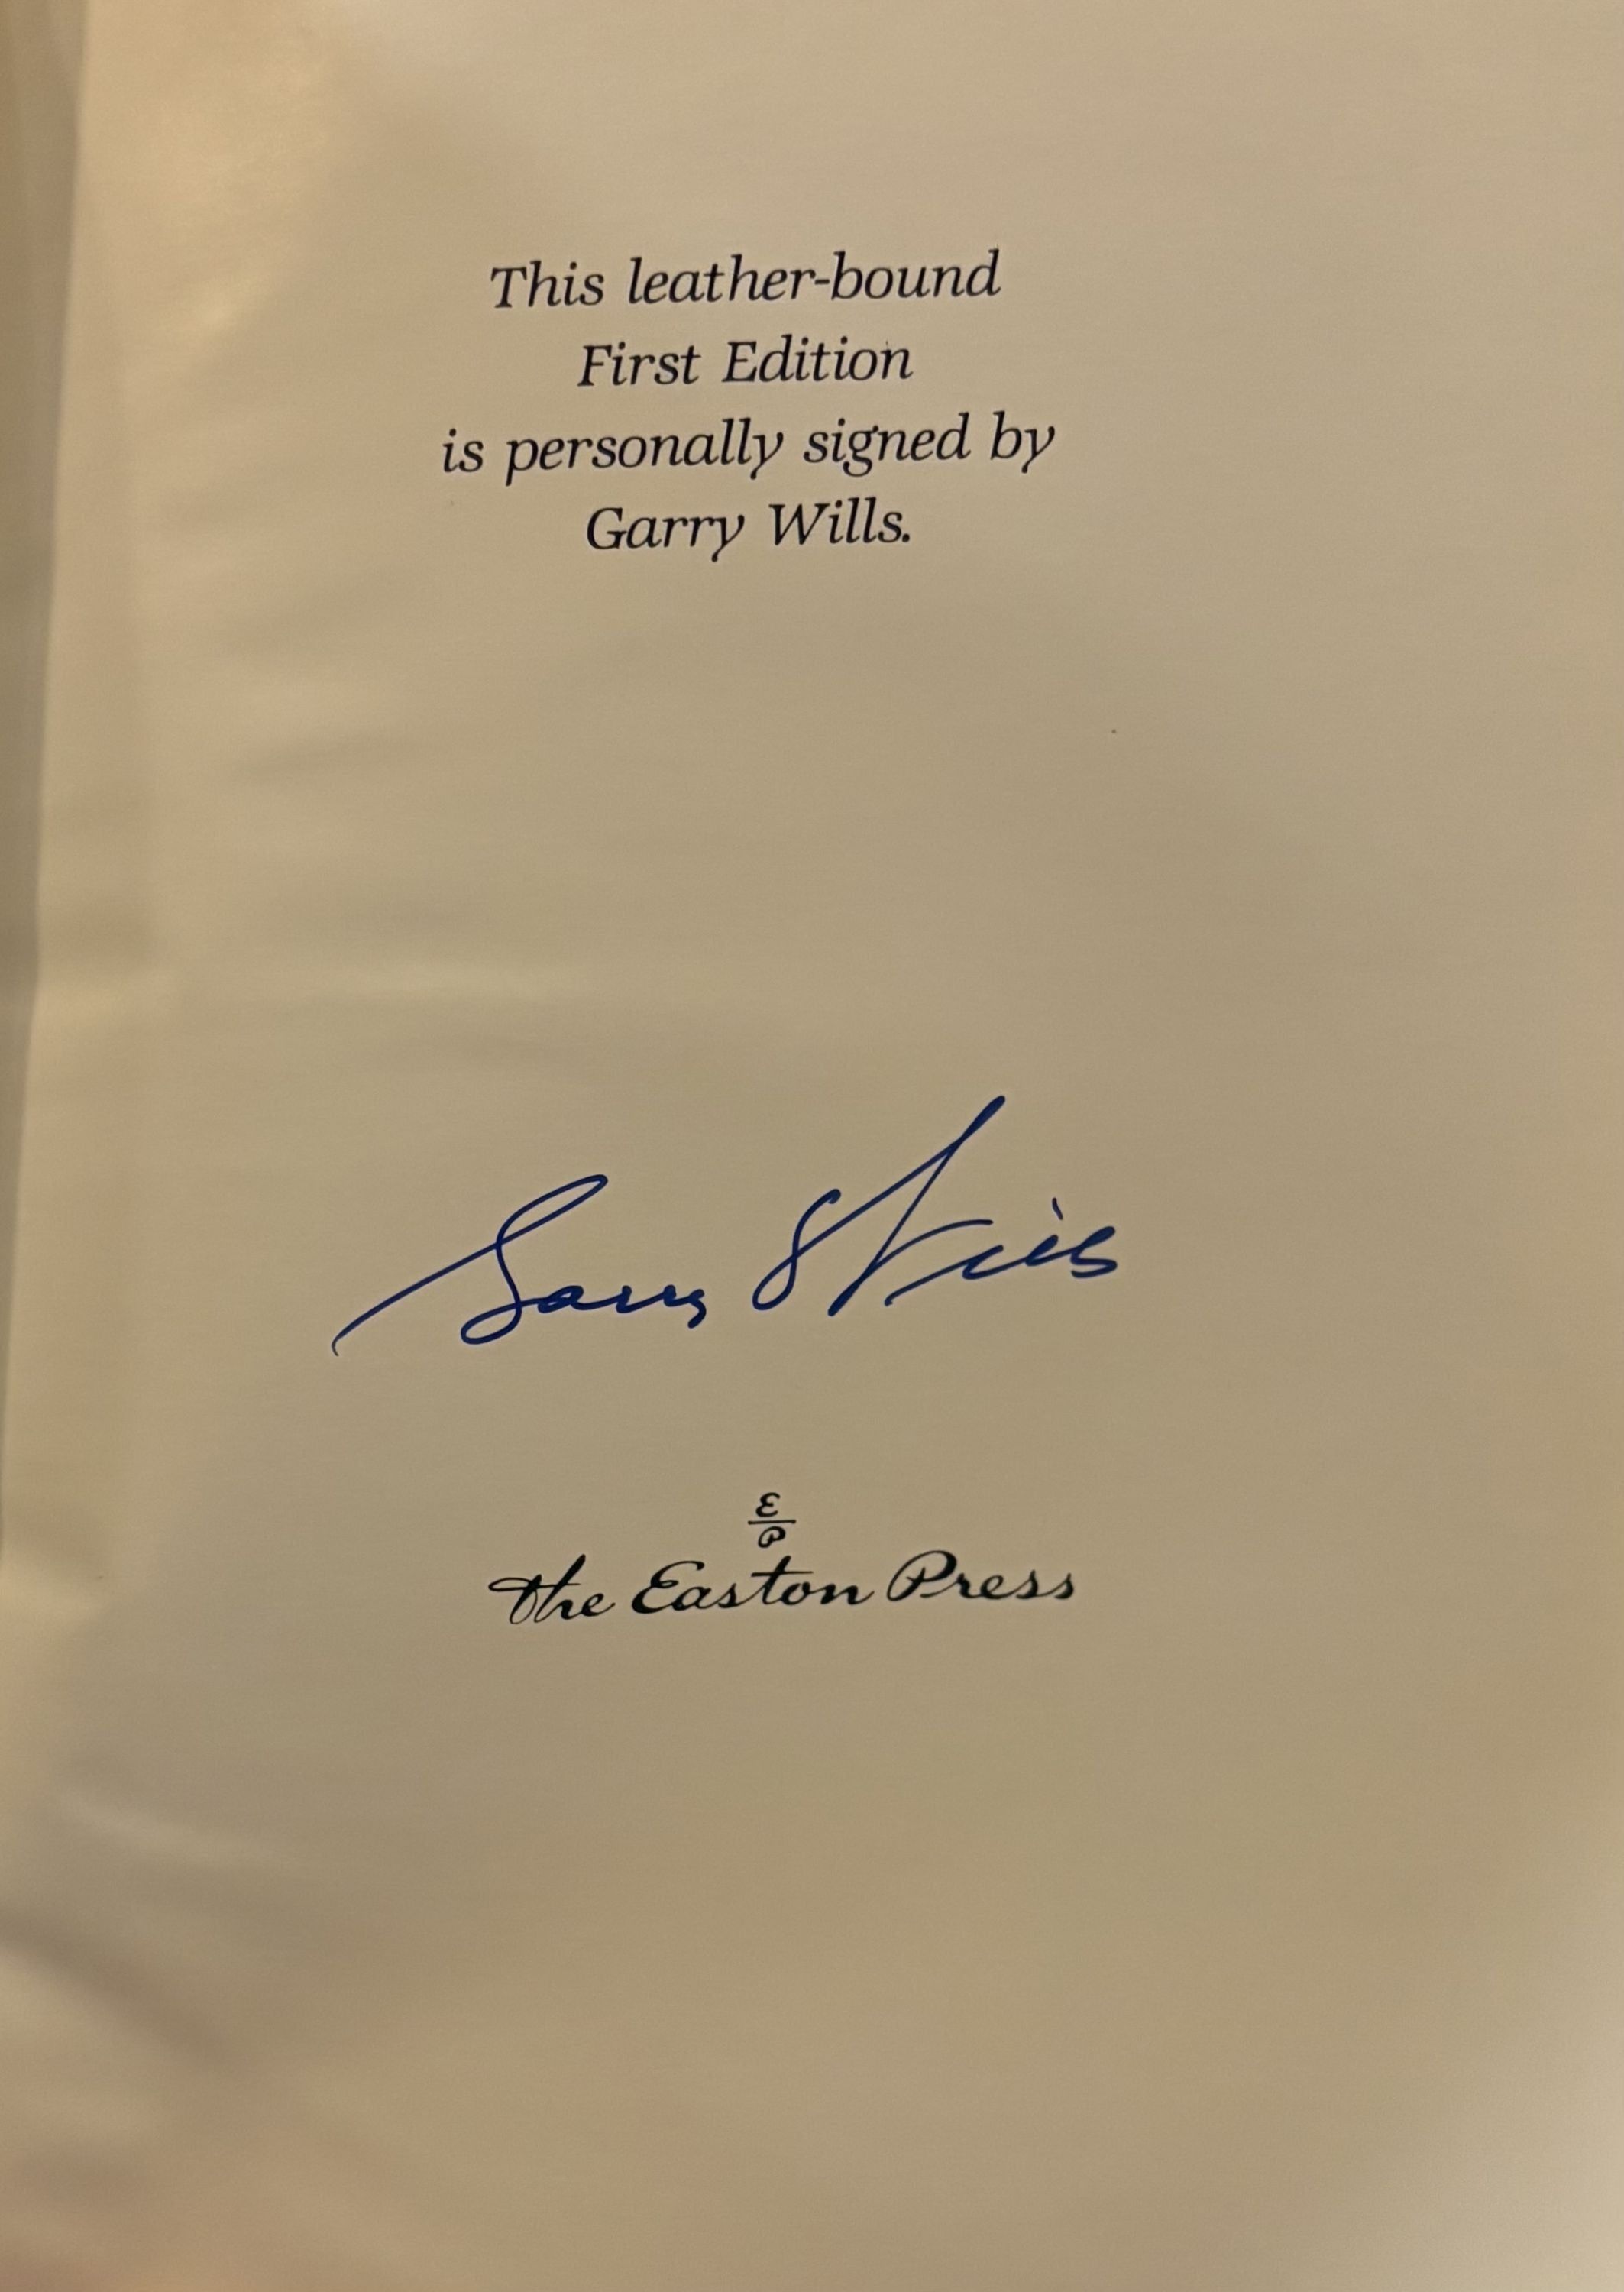 This leather-bound
First Edition
is personally signed by
Garry Wills.
Garry Wills
E
P
The Easton Press